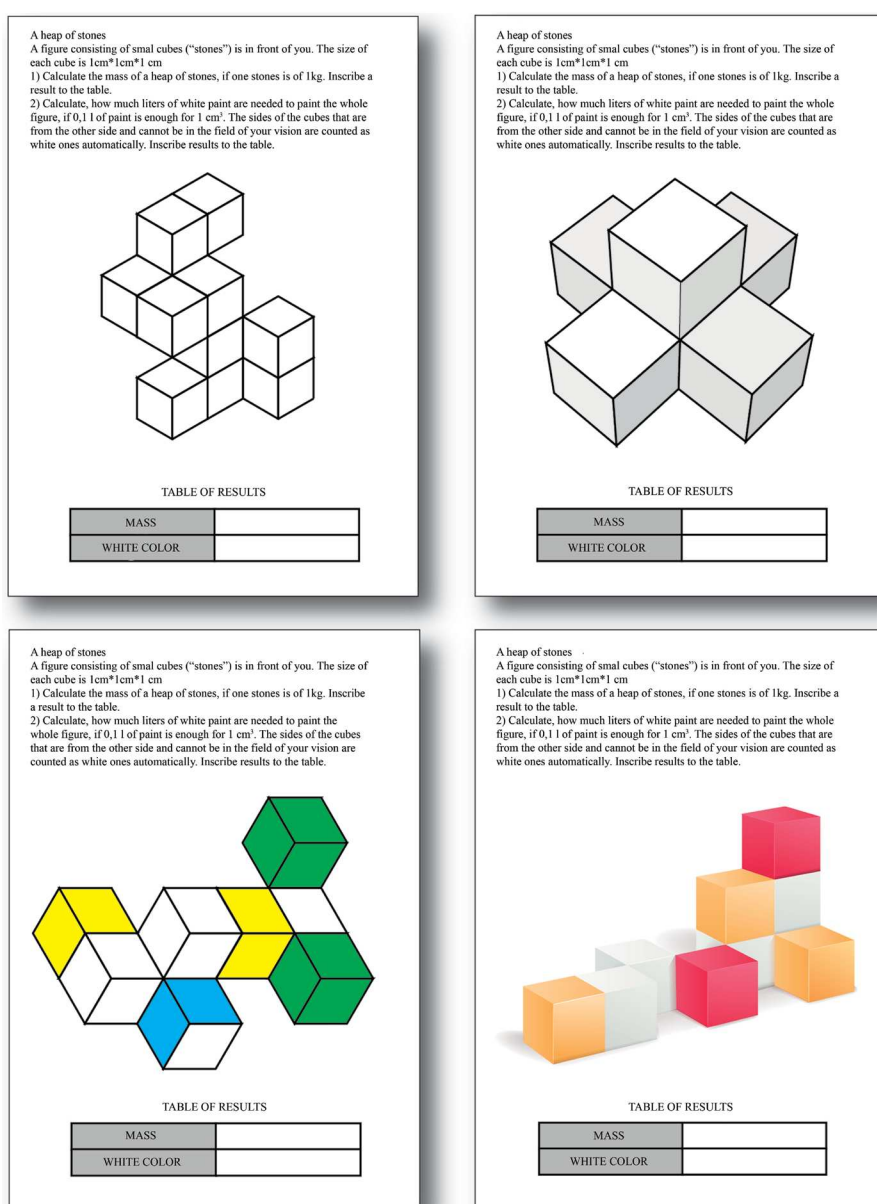 A heap of stones
A figure consisting of smal cubes (“stones”) is in front of you. The size of
each cube is 1cm*1cm*1 cm
1) Calculate the mass of a heap of stones, if one stones is of 1kg. Inscribe a
result to the table.
2) Calculate, how much liters of white paint are needed to paint the whole
figure, if 0,1 l of paint is enough for 1 cm³. The sides of the cubes that are
from the other side and cannot be in the field of your vision are counted as
white ones automatically. Inscribe results to the table.
TABLE OF RESULTS
MASS
WHITE COLOR
A heap of stones
A figure consisting of smal cubes (“stones”) is in front of you. The size of
each cube is 1cm*1cm*1 cm
1) Calculate the mass of a heap of stones, if one stones is of 1kg. Inscribe a
result to the table.
2) Calculate, how much liters of white paint are needed to paint the whole
figure, if 0,1 l of paint is enough for 1 cm³. The sides of the cubes that are
from the other side and cannot be in the field of your vision are counted as
white ones automatically. Inscribe results to the table.
TABLE OF RESULTS
MASS
WHITE COLOR
A heap of stones
A figure consisting of smal cubes (“stones”) is in front of you. The size of
each cube is 1cm*1cm*1 cm
1) Calculate the mass of a heap of stones, if one stones is of 1kg. Inscribe
a result to the table.
2) Calculate, how much liters of white paint are needed to paint the
whole figure, if 0,1 l of paint is enough for 1 cm³. The sides of the cubes
that are from the other side and cannot be in the field of your vision are
counted as white ones automatically. Inscribe results to the table.
TABLE OF RESULTS
MASS
WHITE COLOR
A heap of stones
A figure consisting of smal cubes (“stones”) is in front of you. The size of
each cube is 1cm*1cm*1 cm
1) Calculate the mass of a heap of stones, if one stones is of 1kg. Inscribe a
result to the table.
2) Calculate, how much liters of white paint are needed to paint the whole
figure, if 0,1 l of paint is enough for 1 cm³. The sides of the cubes that are
from the other side and cannot be in the field of your vision are counted as
white ones automatically. Inscribe results to the table.
TABLE OF RESULTS
MASS
WHITE COLOR